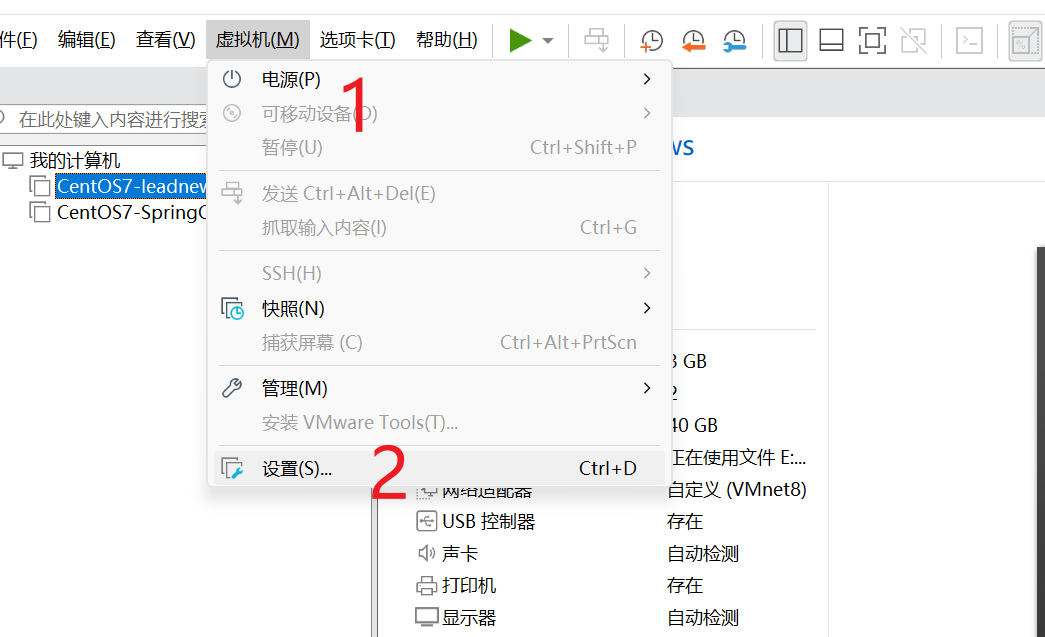 件(F) 编辑(E) 查看(V) 虚拟机(M) 选项卡(T) 帮助(H)
在此处键入内容进行搜索
我的计算机
CentOS7-leadnew
CentOS7-SpringC
电源(P)
1
可移动设备(D)
暂停(U) Ctrl+Shift+P
发送 Ctrl+Alt+Del(E)
抓取输入内容(I) Ctrl+G
SSH(H)
快照(N)
捕获屏幕 (C) Ctrl+Alt+PrtScn
管理(M)
安装 VMware Tools(T)...
2
设置(S)... Ctrl+D
ws
GB
2
40 GB
正在使用文件 E:...
网络适配器 自定义 (VMnet8)
USB 控制器 存在
声卡 自动检测
打印机 存在
显示器 自动检测